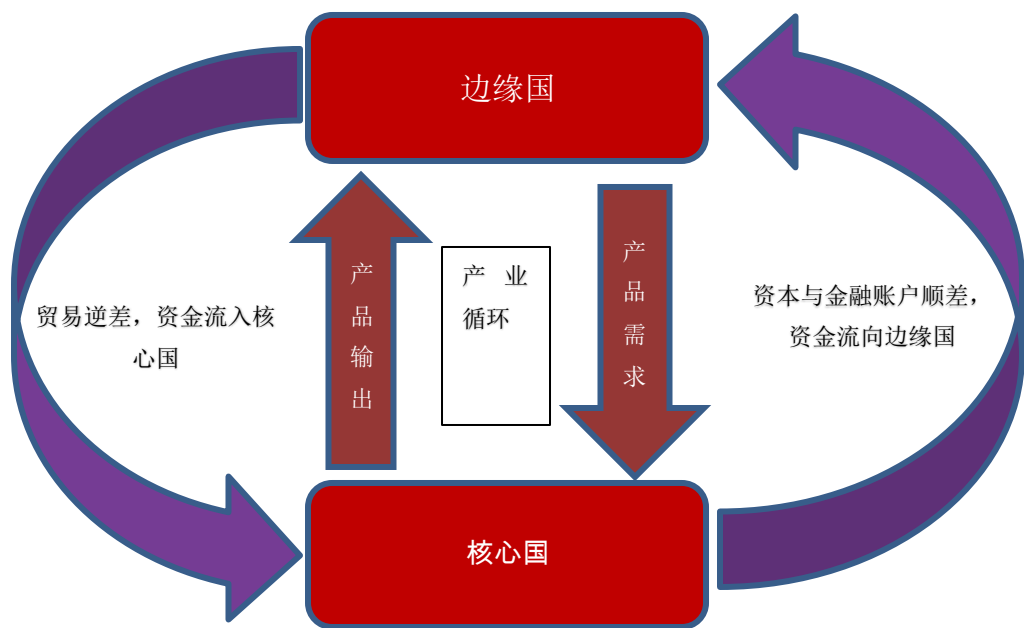 边缘国
产品输出
产业
循环
产品需求
贸易逆差，资金流入核
心国
资本与金融账户顺差，
资金流向边缘国
核心国